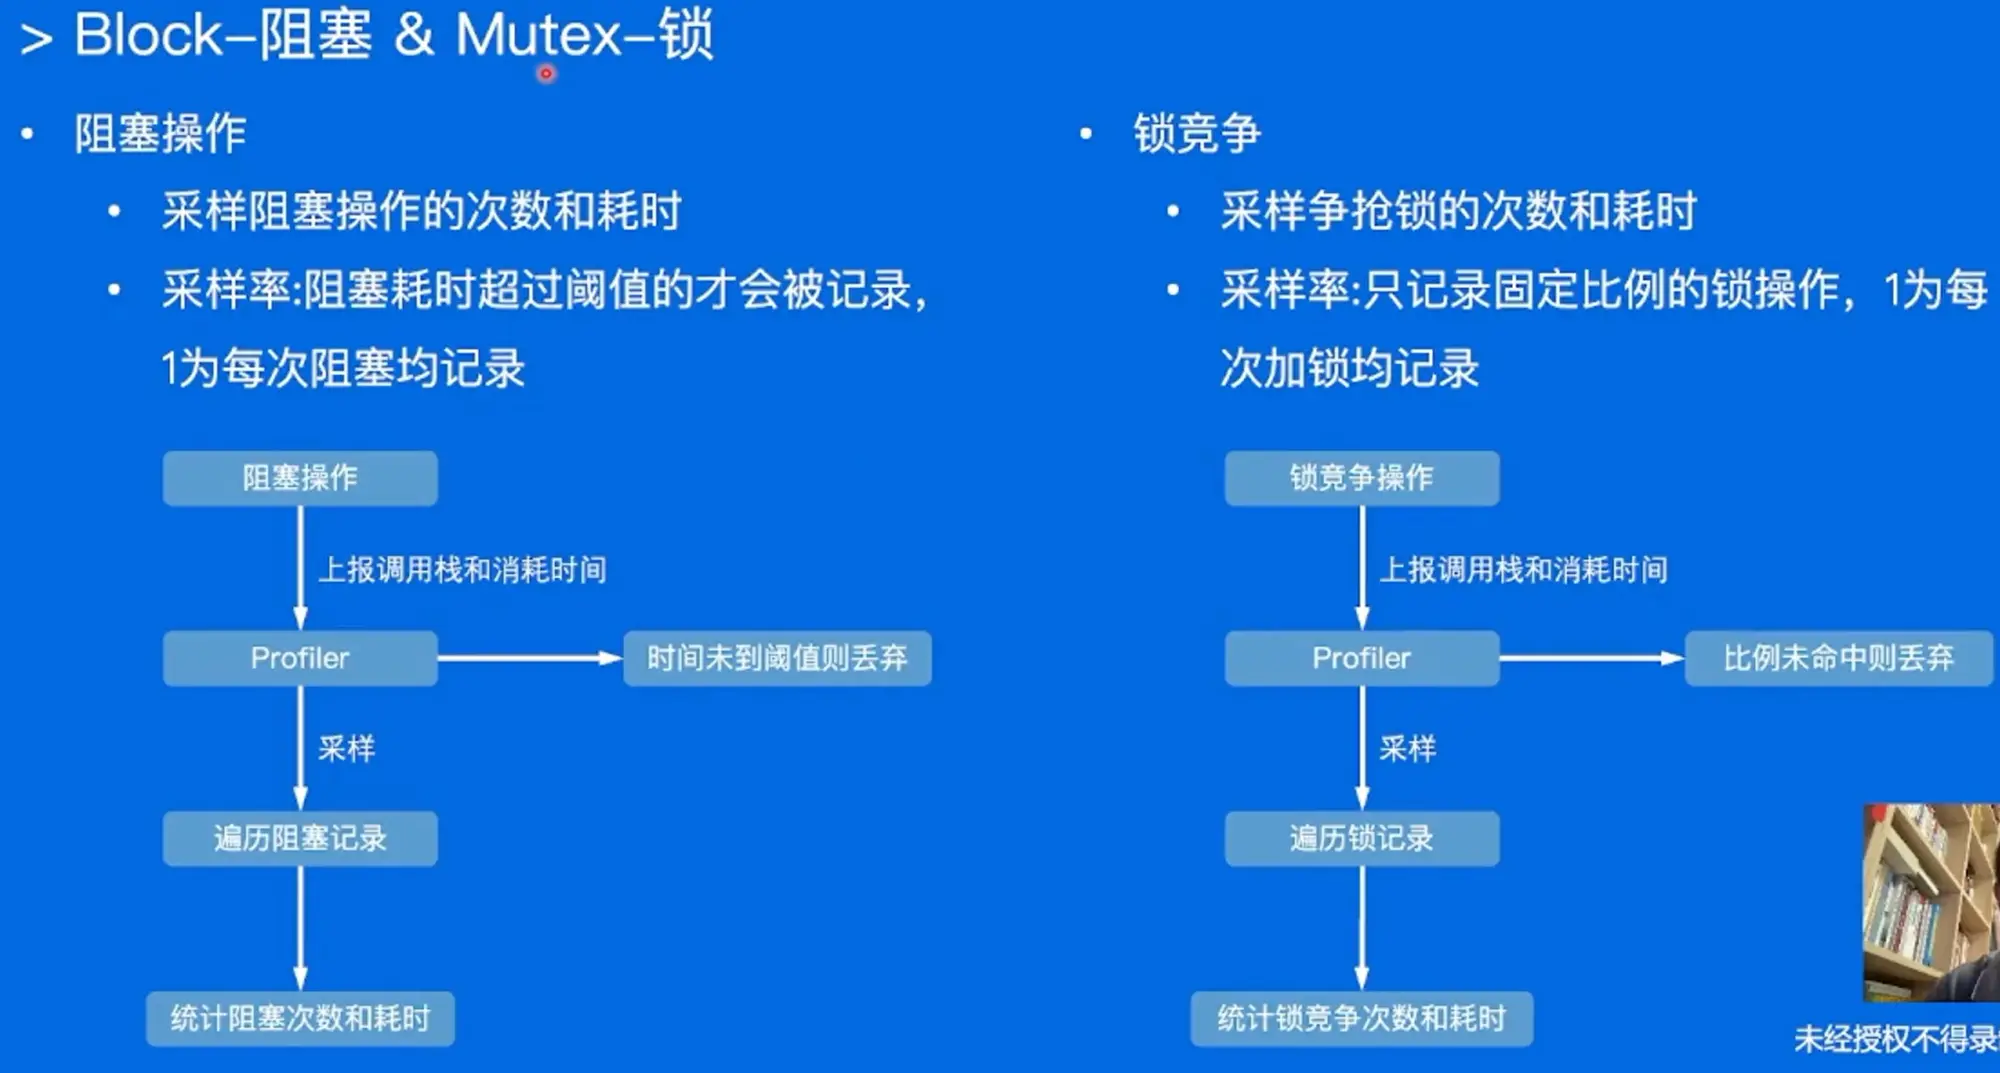 > Block-阻塞 & Mutex-锁
• 阻塞操作
• 采样阻塞操作的次数和耗时
• 采样率:阻塞耗时超过阈值的才会被记录,
1为每次阻塞均记录
阻塞操作
上报调用栈和消耗时间
Profiler
时间未到阈值则丢弃
采样
遍历阻塞记录
统计阻塞次数和耗时
• 锁竞争
• 采样争抢锁的次数和耗时
• 采样率:只记录固定比例的锁操作，1为每
次加锁均记录
锁竞争操作
上报调用栈和消耗时间
Profiler
比例未命中则丢弃
采样
遍历锁记录
统计锁竞争次数和耗时
未经授权不得录